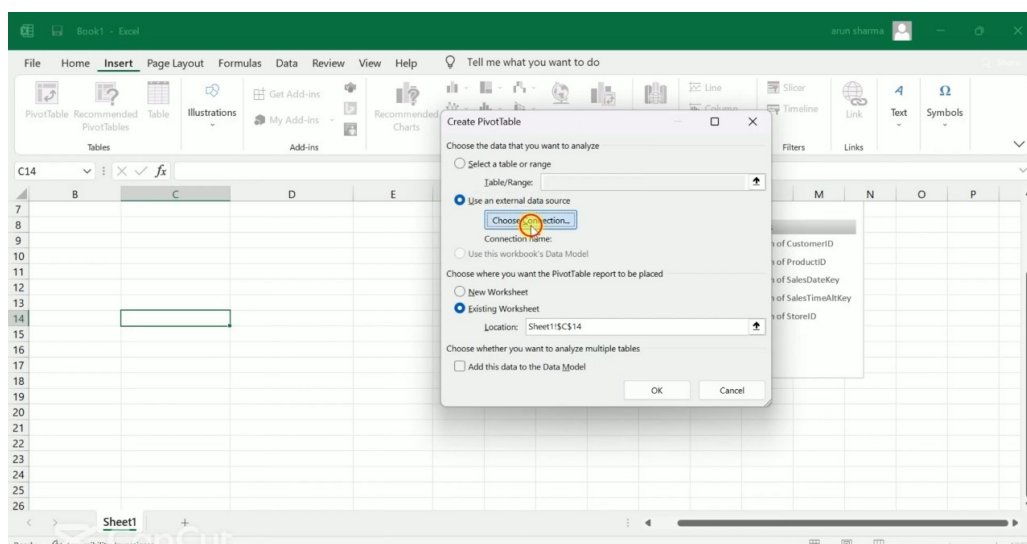 Book1 - Excel
arun sharma
File Home Insert Page Layout Formulas Data Review View Help Tell me what you want to do
PivotTable Recommended PivotTables Table Illustrations Get Add-ins My Add-ins Recommended Charts Line Column Slicer Timeline Link Text Symbols
Tables Add-ins Filters Links
C14 fx
B C D E M N O P
7
8
9
10
11
12
13
14
15
16
17
18
19
20
21
22
23
24
25
26
Create PivotTable
Choose the data that you want to analyze
Select a table or range
Table/Range:
Use an external data source
Choose Connection...
Connection name:
Use this workbook's Data Model
Choose where you want the PivotTable report to be placed
New Worksheet
Existing Worksheet
Location: Sheet1!$C$14
Choose whether you want to analyze multiple tables
Add this data to the Data Model
OK Cancel
of CustomerID
of ProductID
of SalesDateKey
of SalesTimeAltKey
of StoreID
Sheet1
CapCut